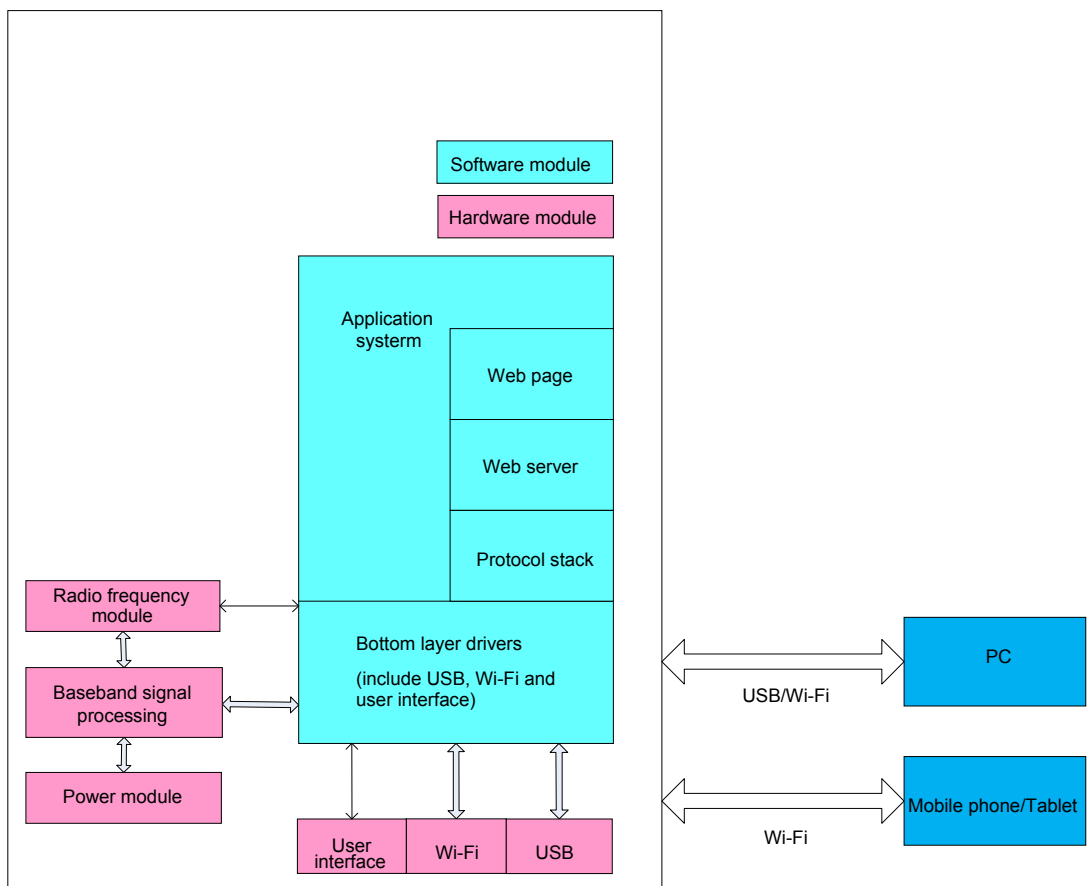 Software module
Hardware module
Application
systerm
Web page
Web server
Protocol stack
Radio frequency
module
Bottom layer drivers
(include USB, Wi-Fi and
user interface)
Baseband signal
processing
Power module
User
interface
Wi-Fi
USB
PC
USB/Wi-Fi
Mobile phone/Tablet
Wi-Fi